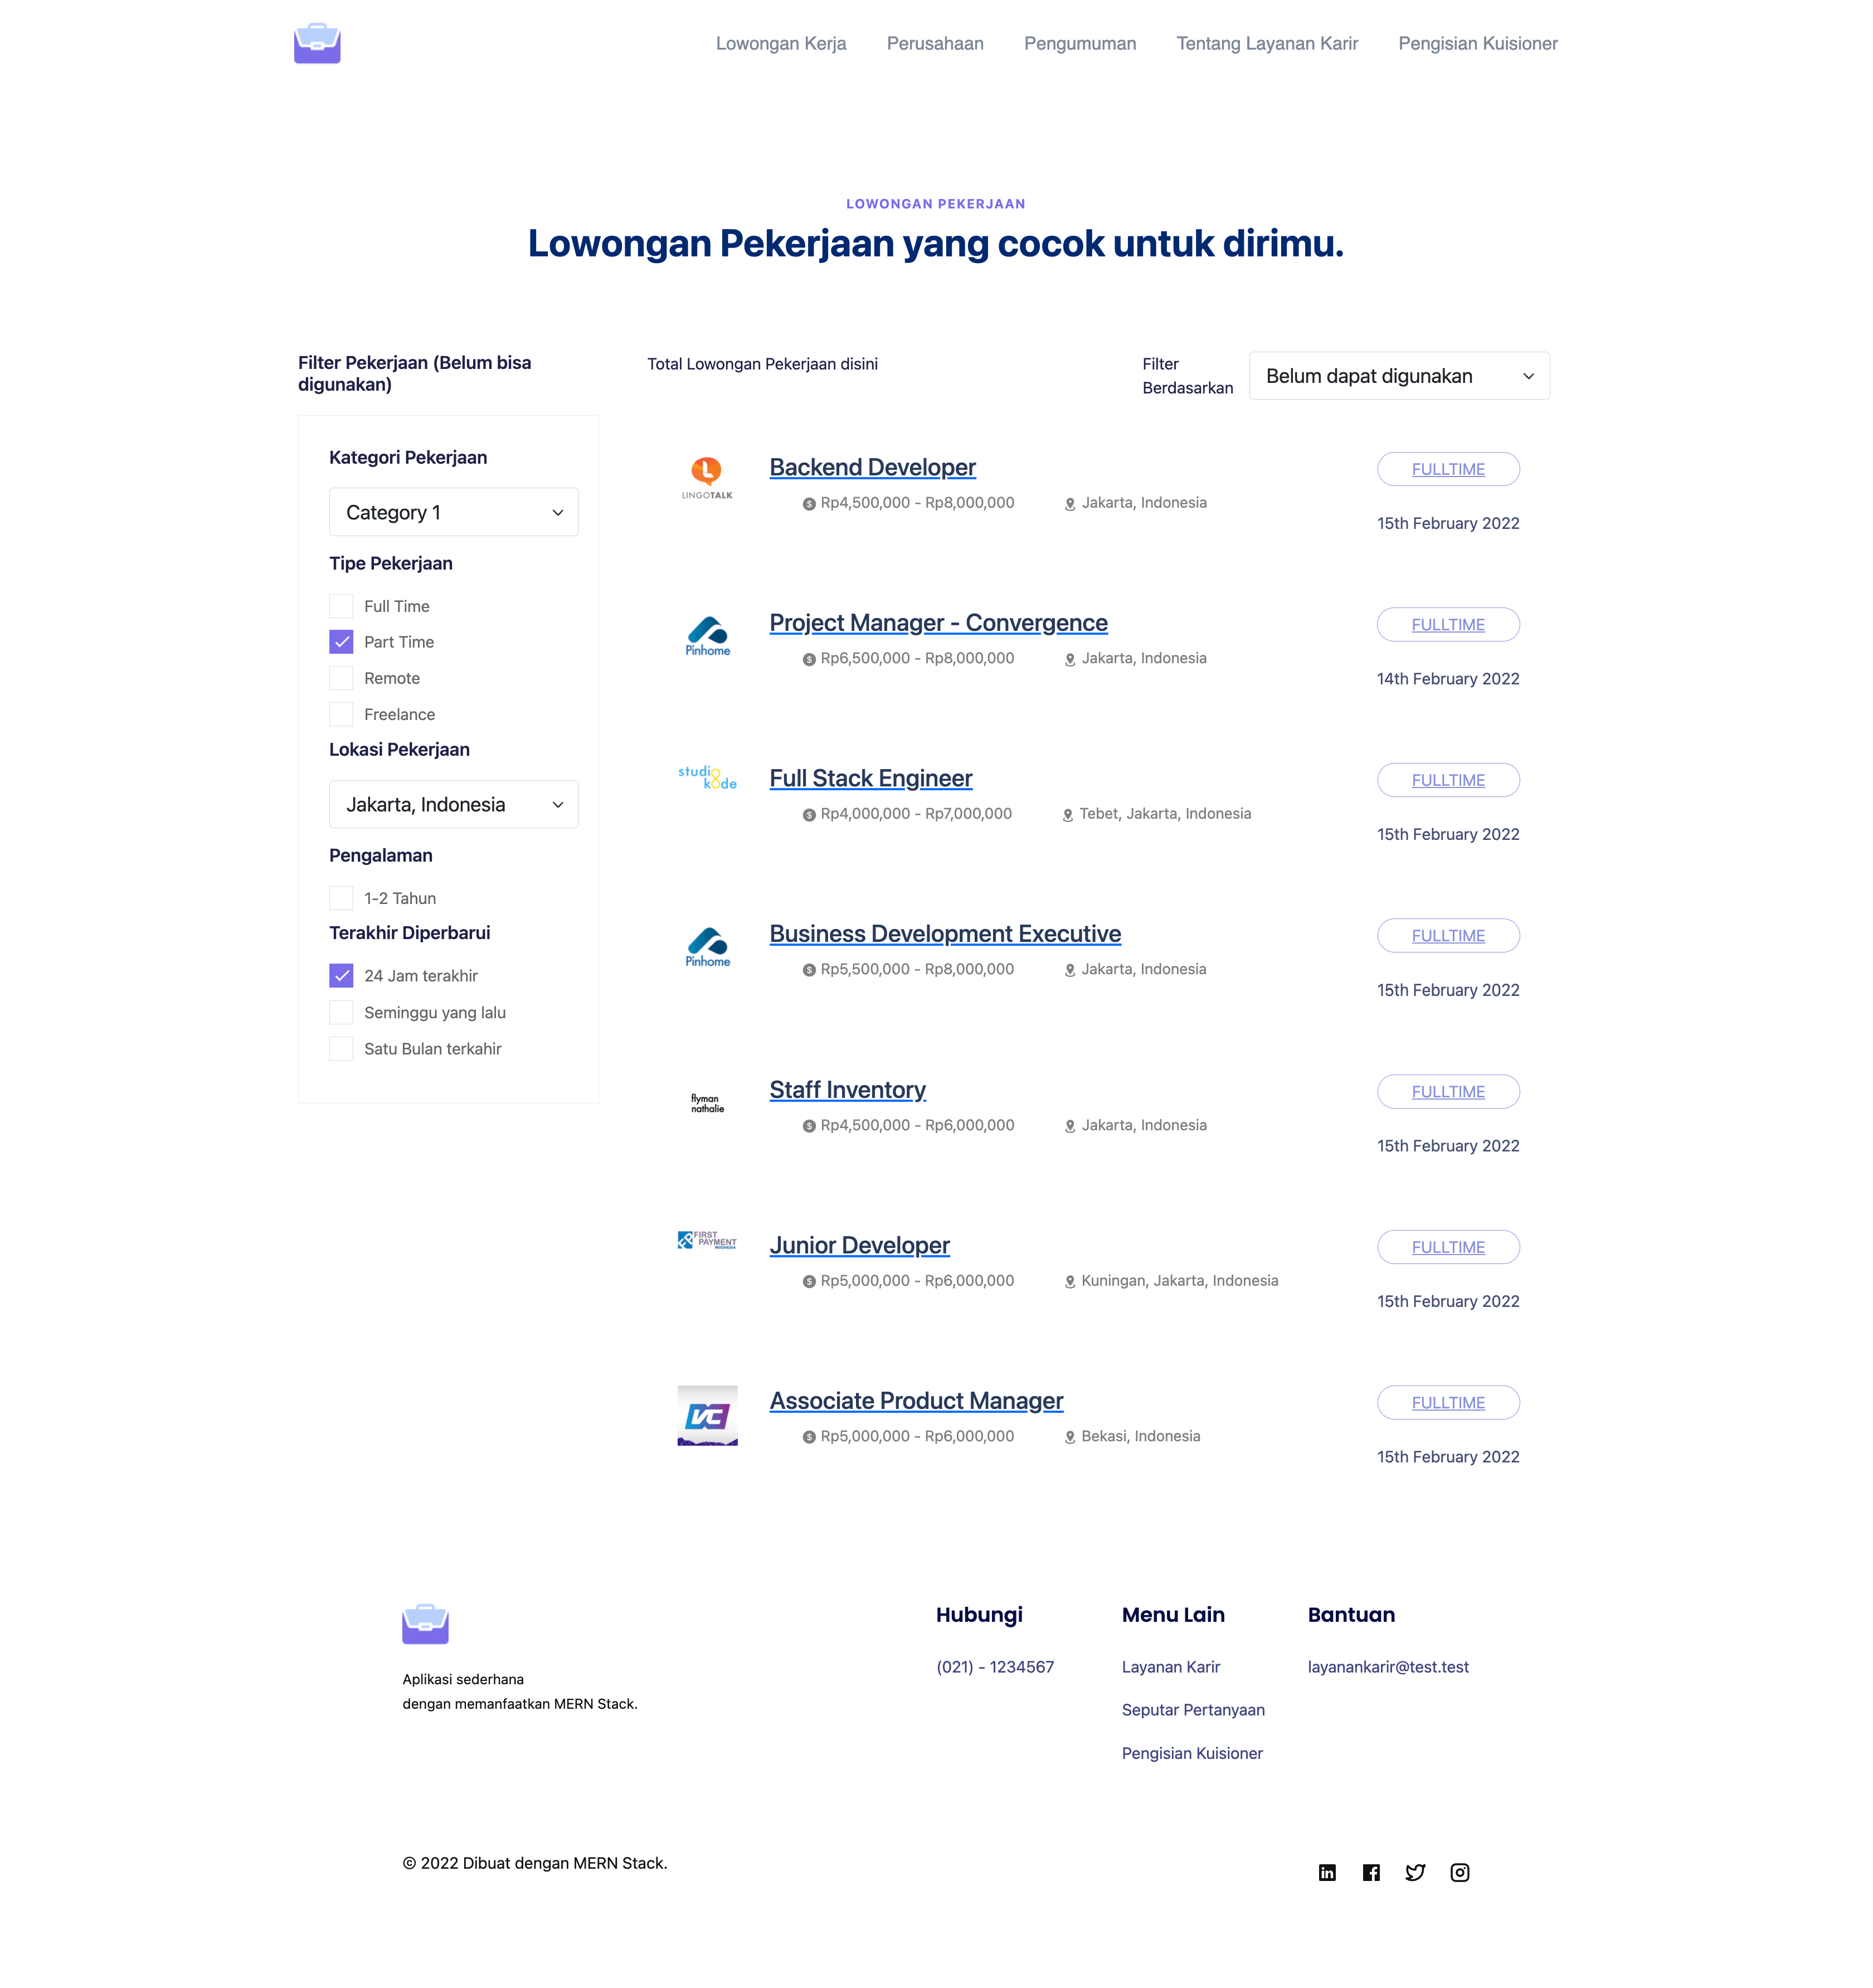 Lowongan Kerja
Perusahaan
Pengumuman
Tentang Layanan Karir
Pengisian Kuisioner
LOWONGAN PEKERJAAN
Lowongan Pekerjaan yang cocok untuk dirimu.
Filter Pekerjaan (Belum bisa
digunakan)
Kategori Pekerjaan
Category 1
Tipe Pekerjaan
Full Time
Part Time
Remote
Freelance
Lokasi Pekerjaan
Jakarta, Indonesia
Pengalaman
1-2 Tahun
Terakhir Diperbarui
24 Jam terakhir
Seminggu yang lalu
Satu Bulan terkahir
Total Lowongan Pekerjaan disini
Filter
Berdasarkan
Belum dapat digunakan
LINGOTALK
Backend Developer
Rp4,500,000 - Rp8,000,000
Jakarta, Indonesia
FULLTIME
15th February 2022
Pinhome
Project Manager - Convergence
Rp6,500,000 - Rp8,000,000
Jakarta, Indonesia
FULLTIME
14th February 2022
studi
kode
Full Stack Engineer
Rp4,000,000 - Rp7,000,000
Tebet, Jakarta, Indonesia
FULLTIME
15th February 2022
Pinhome
Business Development Executive
Rp5,500,000 - Rp8,000,000
Jakarta, Indonesia
FULLTIME
15th February 2022
flyman
nathalie
Staff Inventory
Rp4,500,000 - Rp6,000,000
Jakarta, Indonesia
FULLTIME
15th February 2022
FIRST
PAYMENT
INDONESIA
Junior Developer
Rp5,000,000 - Rp6,000,000
Kuningan, Jakarta, Indonesia
FULLTIME
15th February 2022
VC
Associate Product Manager
Rp5,000,000 - Rp6,000,000
Bekasi, Indonesia
FULLTIME
15th February 2022
Aplikasi sederhana
dengan memanfaatkan MERN Stack.
Hubungi
(021) - 1234567
Menu Lain
Layanan Karir
Seputar Pertanyaan
Pengisian Kuisioner
Bantuan
layanankarir@test.test
© 2022 Dibuat dengan MERN Stack.